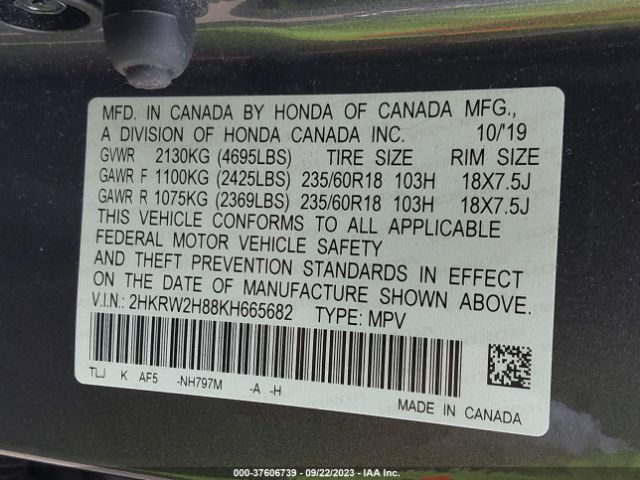 MFD. IN CANADA BY HONDA OF CANADA MFG.,
A DIVISION OF HONDA CANADA INC. 10/'19
GVWR 2130KG (4695LBS) TIRE SIZE RIM SIZE
GAWR F 1100KG (2425LBS) 235/60R18 103H 18X7.5J
GAWR R 1075KG (2369LBS) 235/60R18 103H 18X7.5J
THIS VEHICLE CONFORMS TO ALL APPLICABLE
FEDERAL MOTOR VEHICLE SAFETY
AND THEFT PREVENTION STANDARDS IN EFFECT
ON THE DATE OF MANUFACTURE SHOWN ABOVE.
V.I.N.: 2HKRW2H88KH665682 TYPE: MPV
TLJ K AF5 -NH797M -A -H
MADE IN CANADA
000-37606739 - 09/22/2023 - IAA Inc.